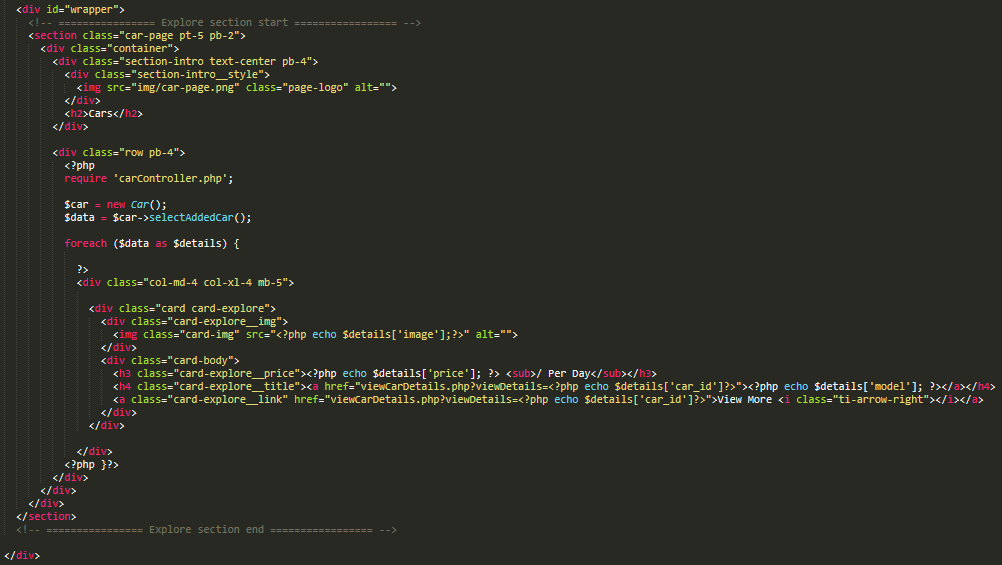 <div id="wrapper">
<!-- ================ Explore section start ================= -->
<section class="car-page pt-5 pb-2">
<div class="container">
<div class="section-intro text-center pb-4">
<div class="section-intro__style">
<img src="img/car-page.png" class="page-logo" alt="">
</div>
<h2>Cars</h2>
</div>
<div class="row pb-4">
<?php
require 'carController.php';
$car = new Car();
$data = $car->selectAddedCar();
foreach ($data as $details) {
?>
<div class="col-md-4 col-xl-4 mb-5">
<div class="card card-explore">
<div class="card-explore__img">
<img class="card-img" src="<?php echo $details['image'];?>" alt="">
</div>
<div class="card-body">
<h3 class="card-explore__price"><?php echo $details['price']; ?> <sub>/ Per Day</sub></h3>
<h4 class="card-explore__title"><a href="viewCarDetails.php?viewDetails=<?php echo $details['car_id']?>"><?php echo $details['model']; ?></a></h4>
<a class="card-explore__link" href="viewCarDetails.php?viewDetails=<?php echo $details['car_id']?>">View More <i class="ti-arrow-right"></i></a>
</div>
</div>
</div>
<?php }?>
</div>
</div>
</div>
</section>
<!-- ================ Explore section end ================= -->
</div>